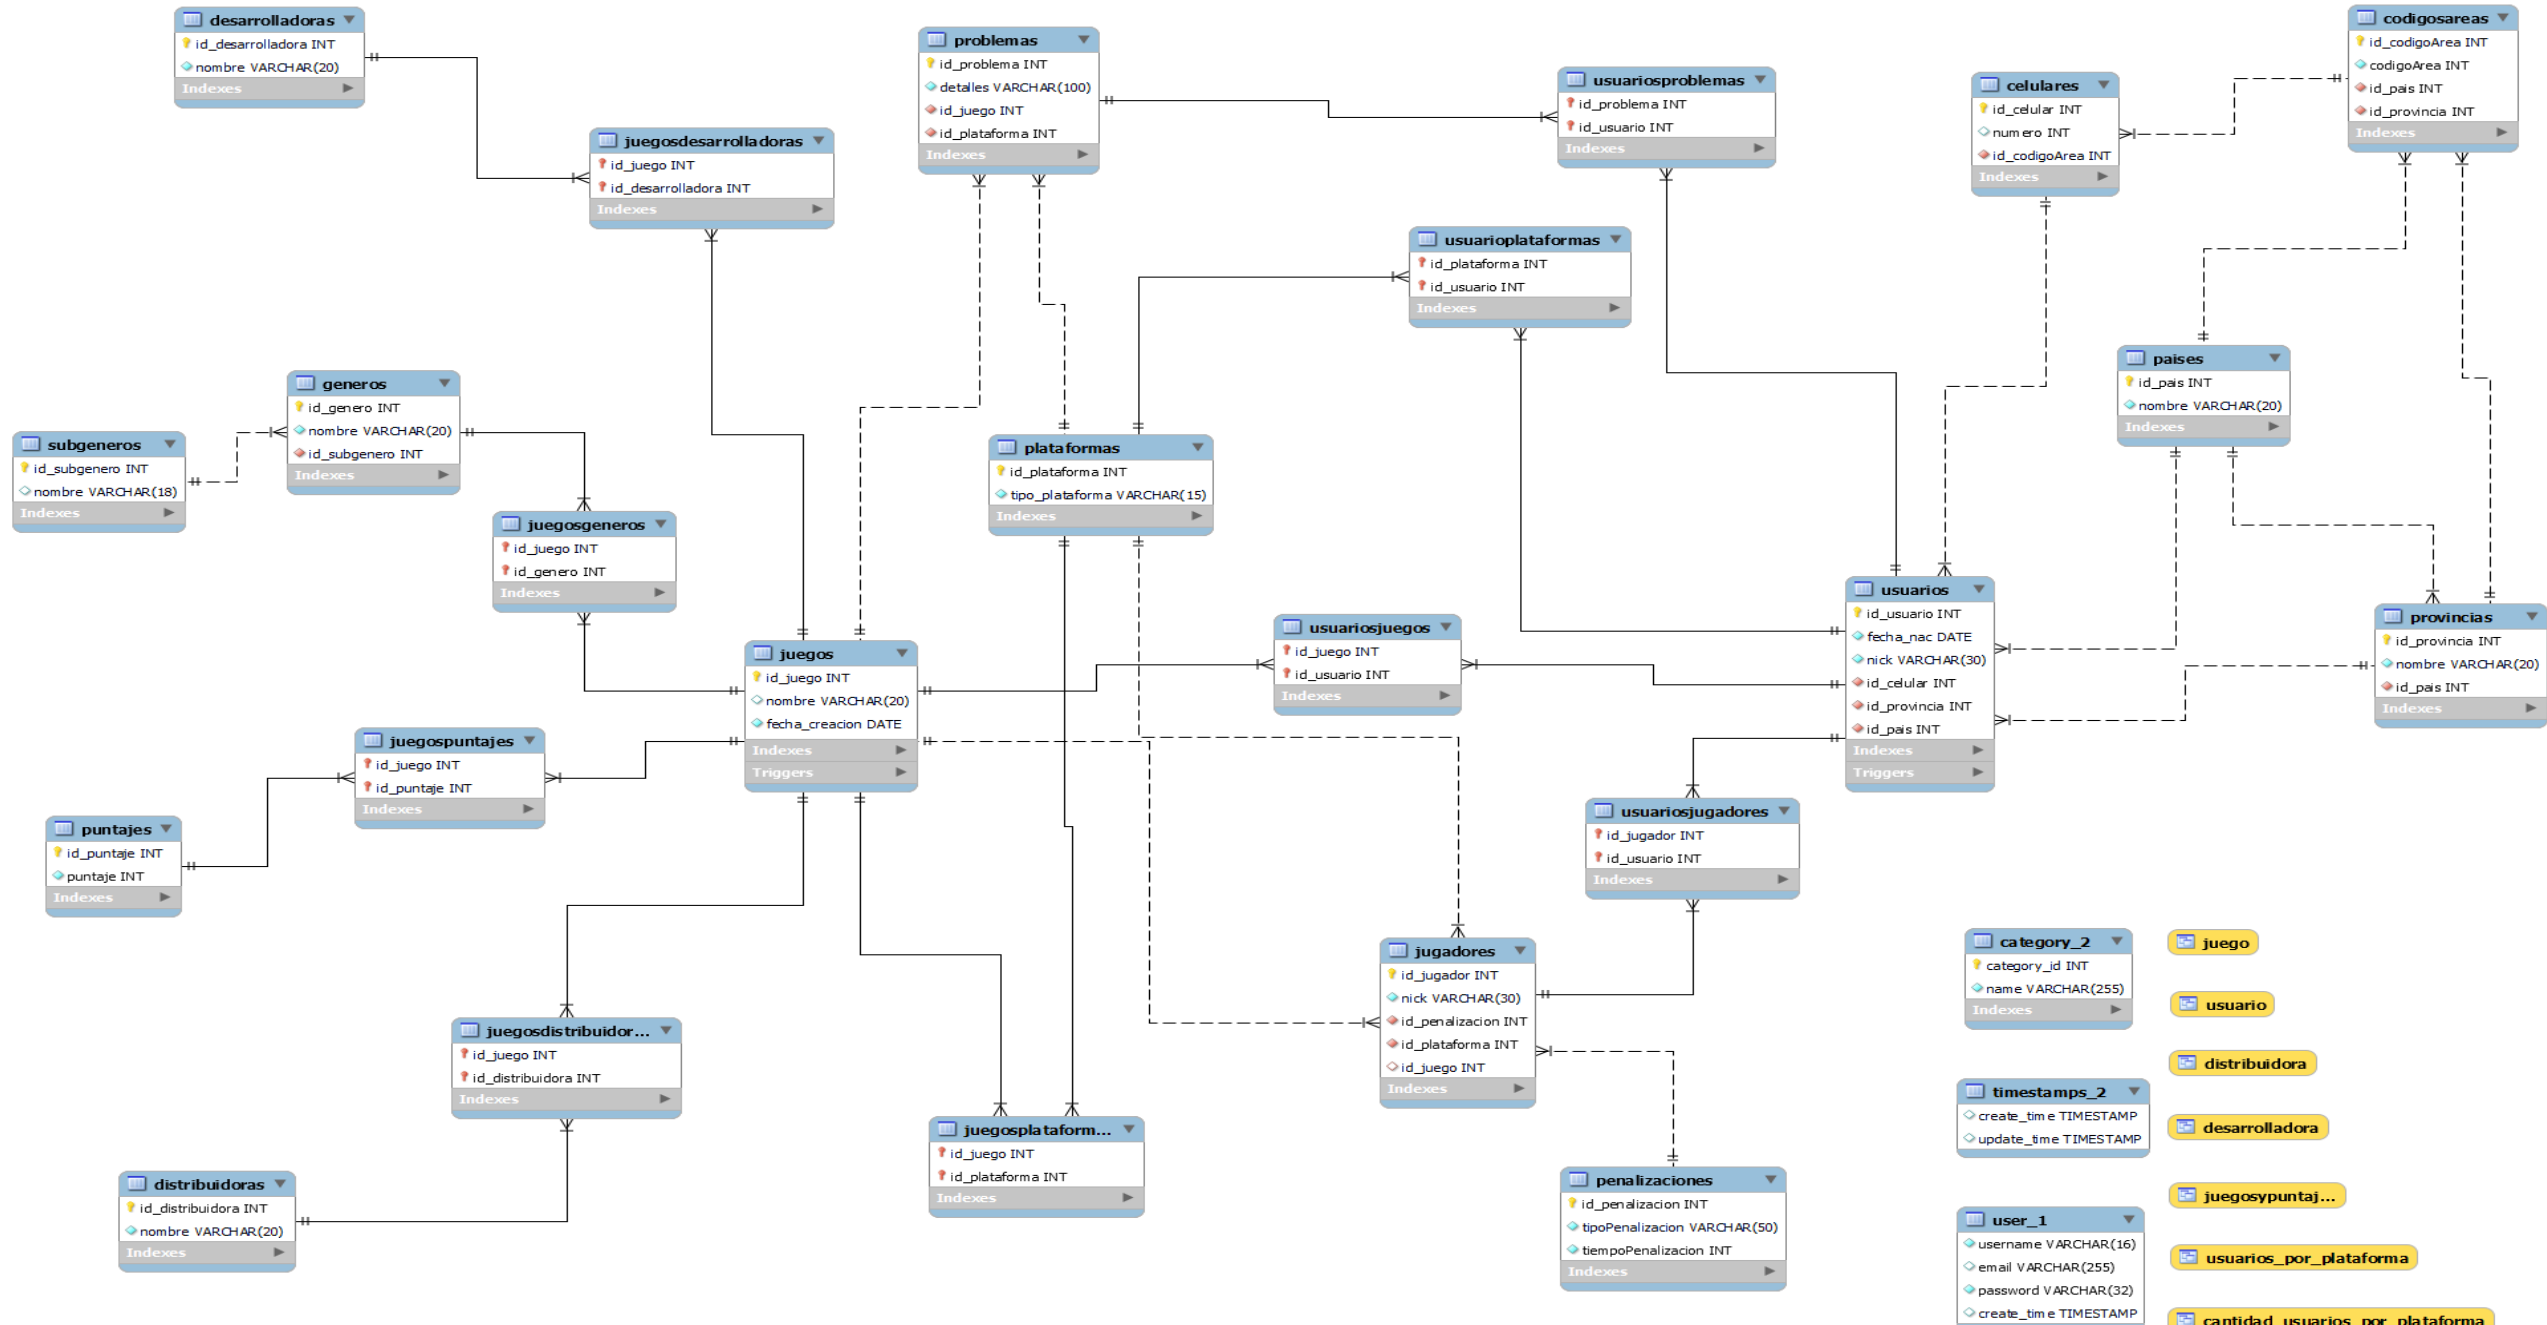 desarrolladoras
id_desarrolladora INT
nombre VARCHAR(20)
Indexes
problemas
id_problema INT
detalles VARCHAR(100)
id_juego INT
id_plataforma INT
Indexes
codigosareas
id_codigoArea INT
codigoArea INT
id_pais INT
id_provincia INT
Indexes
usuariosproblemas
id_problema INT
id_usuario INT
Indexes
celulares
id_celular INT
numero INT
id_codigoArea INT
Indexes
juegosdesarrolladoras
id_juego INT
id_desarrolladora INT
Indexes
usuarioplataformas
id_plataforma INT
id_usuario INT
Indexes
paises
id_pais INT
nombre VARCHAR(20)
Indexes
generos
id_genero INT
nombre VARCHAR(20)
id_subgenero INT
Indexes
subgeneros
id_subgenero INT
nombre VARCHAR(18)
Indexes
plataformas
id_plataforma INT
tipo_plataforma VARCHAR(15)
Indexes
juegosgeneros
id_juego INT
id_genero INT
Indexes
usuarios
id_usuario INT
fecha_nac DATE
nick VARCHAR(30)
id_celular INT
id_provincia INT
id_pais INT
Indexes
Triggers
provincias
id_provincia INT
nombre VARCHAR(20)
id_pais INT
Indexes
usuariosjuegos
id_juego INT
id_usuario INT
Indexes
juegos
id_juego INT
nombre VARCHAR(20)
fecha_creacion DATE
Indexes
Triggers
juegospuntajes
id_juego INT
id_puntaje INT
Indexes
puntajes
id_puntaje INT
puntaje INT
Indexes
usuariosjugadores
id_jugador INT
id_usuario INT
Indexes
jugadores
id_jugador INT
nick VARCHAR(30)
id_penalizacion INT
id_plataforma INT
id_juego INT
Indexes
category_2
category_id INT
name VARCHAR(255)
Indexes
juego
usuario
distribuidora
juegosdistribuidor...
id_juego INT
id_distribuidora INT
Indexes
timestamps_2
create_time TIMESTAMP
update_time TIMESTAMP
desarrolladora
juegosplataform...
id_juego INT
id_plataforma INT
Indexes
distribuidoras
id_distribuidora INT
nombre VARCHAR(20)
Indexes
penalizaciones
id_penalizacion INT
tipoPenalizacion VARCHAR(50)
tiempoPenalizacion INT
Indexes
juegosypuntaj...
user_1
username VARCHAR(16)
email VARCHAR(255)
password VARCHAR(32)
create_time TIMESTAMP
usuarios_por_plataforma
cantidad_usuarios_por_plataforma